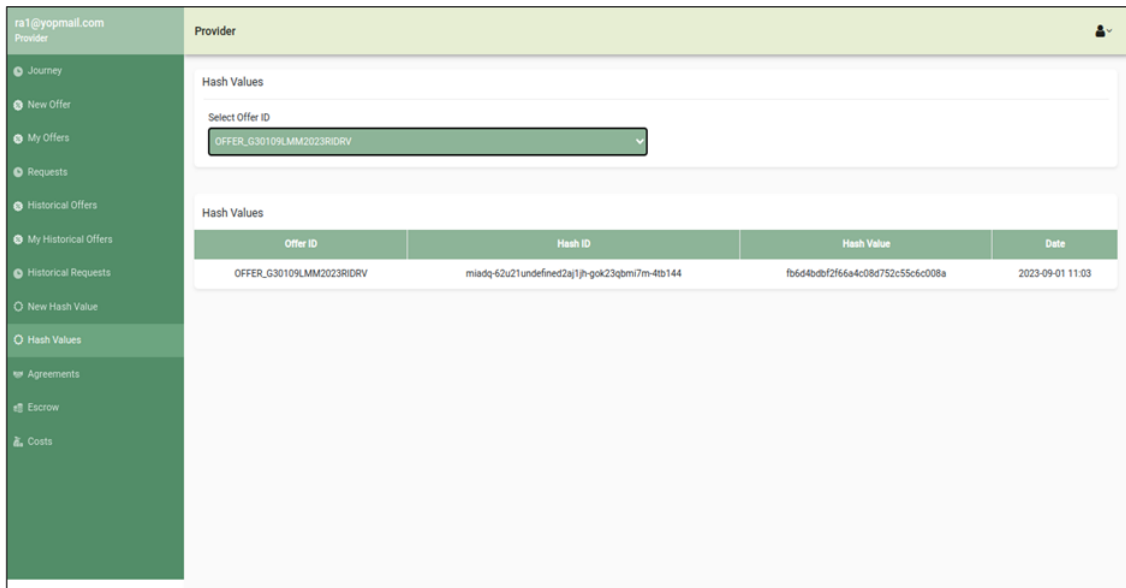 ra1@yopmail.com
Provider
Journey
New Offer
My Offers
Requests
Historical Offers
My Historical Offers
Historical Requests
New Hash Value
Hash Values
Agreements
Escrow
Costs
Provider
Hash Values
Select Offer ID
OFFER_G30109LMM2023RIDRV
Hash Values
Offer ID Hash ID Hash Value Date
OFFER_G30109LMM2023RIDRV miadq-62u21undefined2aj1jh-gok23qbmi7m-4tb144 fb6d4bdbf2f66a4c08d752c55c6c008a 2023-09-01 11:03